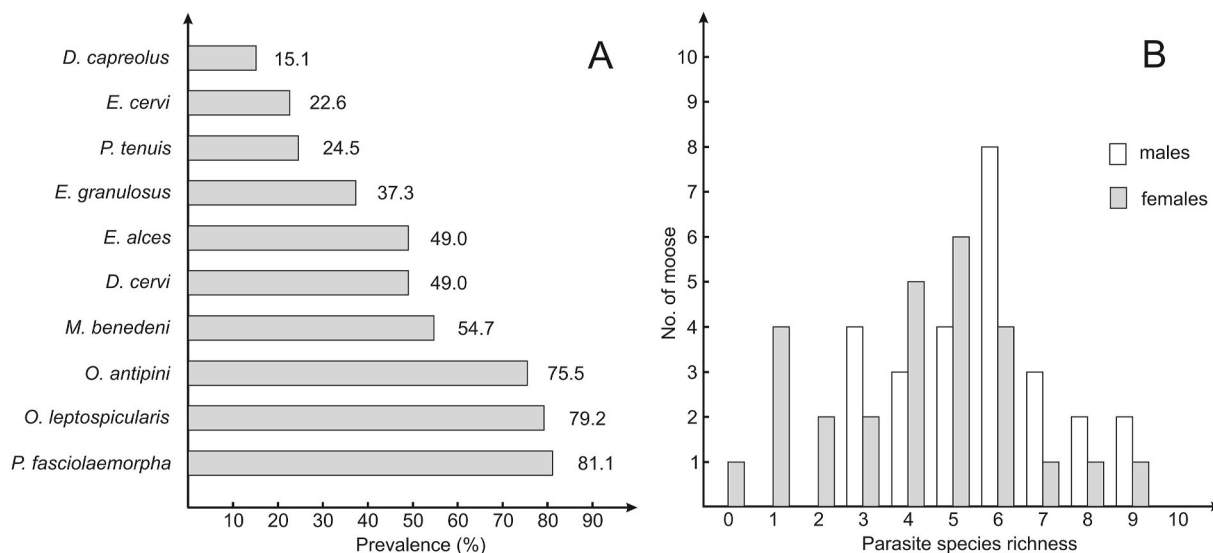 A
D. capreolus 15.1
E. cervi 22.6
P. tenuis 24.5
E. granulosus 37.3
E. alces 49.0
D. cervi 49.0
M. benedeni 54.7
O. antipini 75.5
O. leptospicularis 79.2
P. fasciolaemorpha 81.1
10 20 30 40 50 60 70 80 90
Prevalence (%)
B
10
9
8
7
6
5
4
3
2
1
No. of moose
males
females
0 1 2 3 4 5 6 7 8 9 10
Parasite species richness